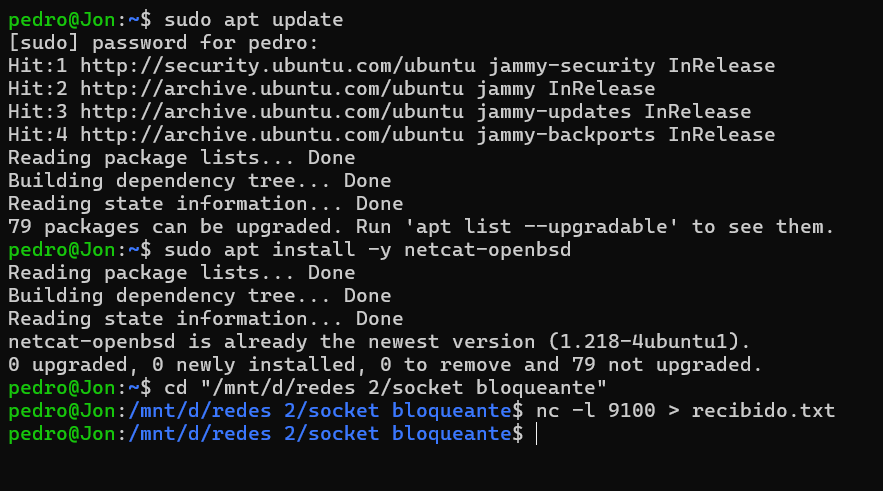 pedro@Jon:~$ sudo apt update
[sudo] password for pedro:
Hit:1 http://security.ubuntu.com/ubuntu jammy-security InRelease
Hit:2 http://archive.ubuntu.com/ubuntu jammy InRelease
Hit:3 http://archive.ubuntu.com/ubuntu jammy-updates InRelease
Hit:4 http://archive.ubuntu.com/ubuntu jammy-backports InRelease
Reading package lists... Done
Building dependency tree... Done
Reading state information... Done
79 packages can be upgraded. Run 'apt list --upgradable' to see them.
pedro@Jon:~$ sudo apt install -y netcat-openbsd
Reading package lists... Done
Building dependency tree... Done
Reading state information... Done
netcat-openbsd is already the newest version (1.218-4ubuntu1).
0 upgraded, 0 newly installed, 0 to remove and 79 not upgraded.
pedro@Jon:~$ cd "/mnt/d/redes 2/socket bloqueante"
pedro@Jon:/mnt/d/redes 2/socket bloqueante$ nc -l 9100 > recibido.txt
pedro@Jon:/mnt/d/redes 2/socket bloqueante$